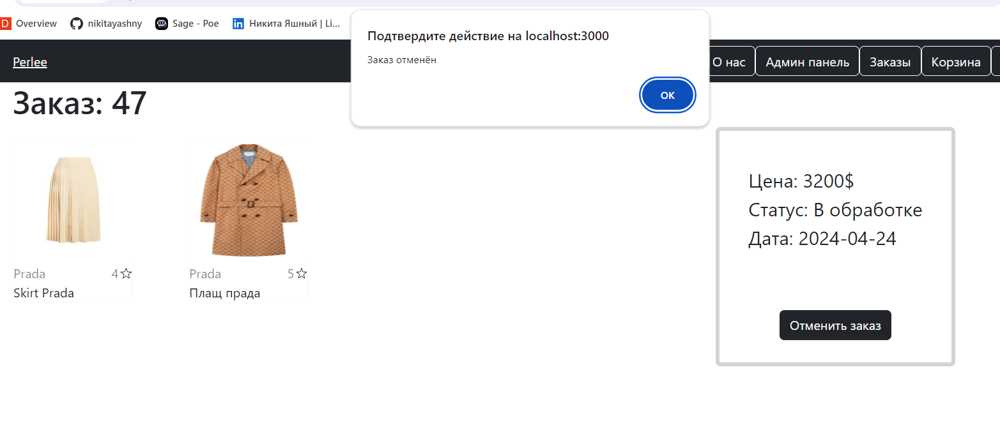 Overview
nikitayashny
Sage - Poe
Никита Яшный | Li...
Подтвердите действие на localhost:3000
Заказ отменён
ОК
Perlee
О нас
Админ панель
Заказы
Корзина
Заказ: 47
Prada
4
Skirt Prada
Prada
5
Плащ прада
Цена: 3200$
Статус: В обработке
Дата: 2024-04-24
Отменить заказ